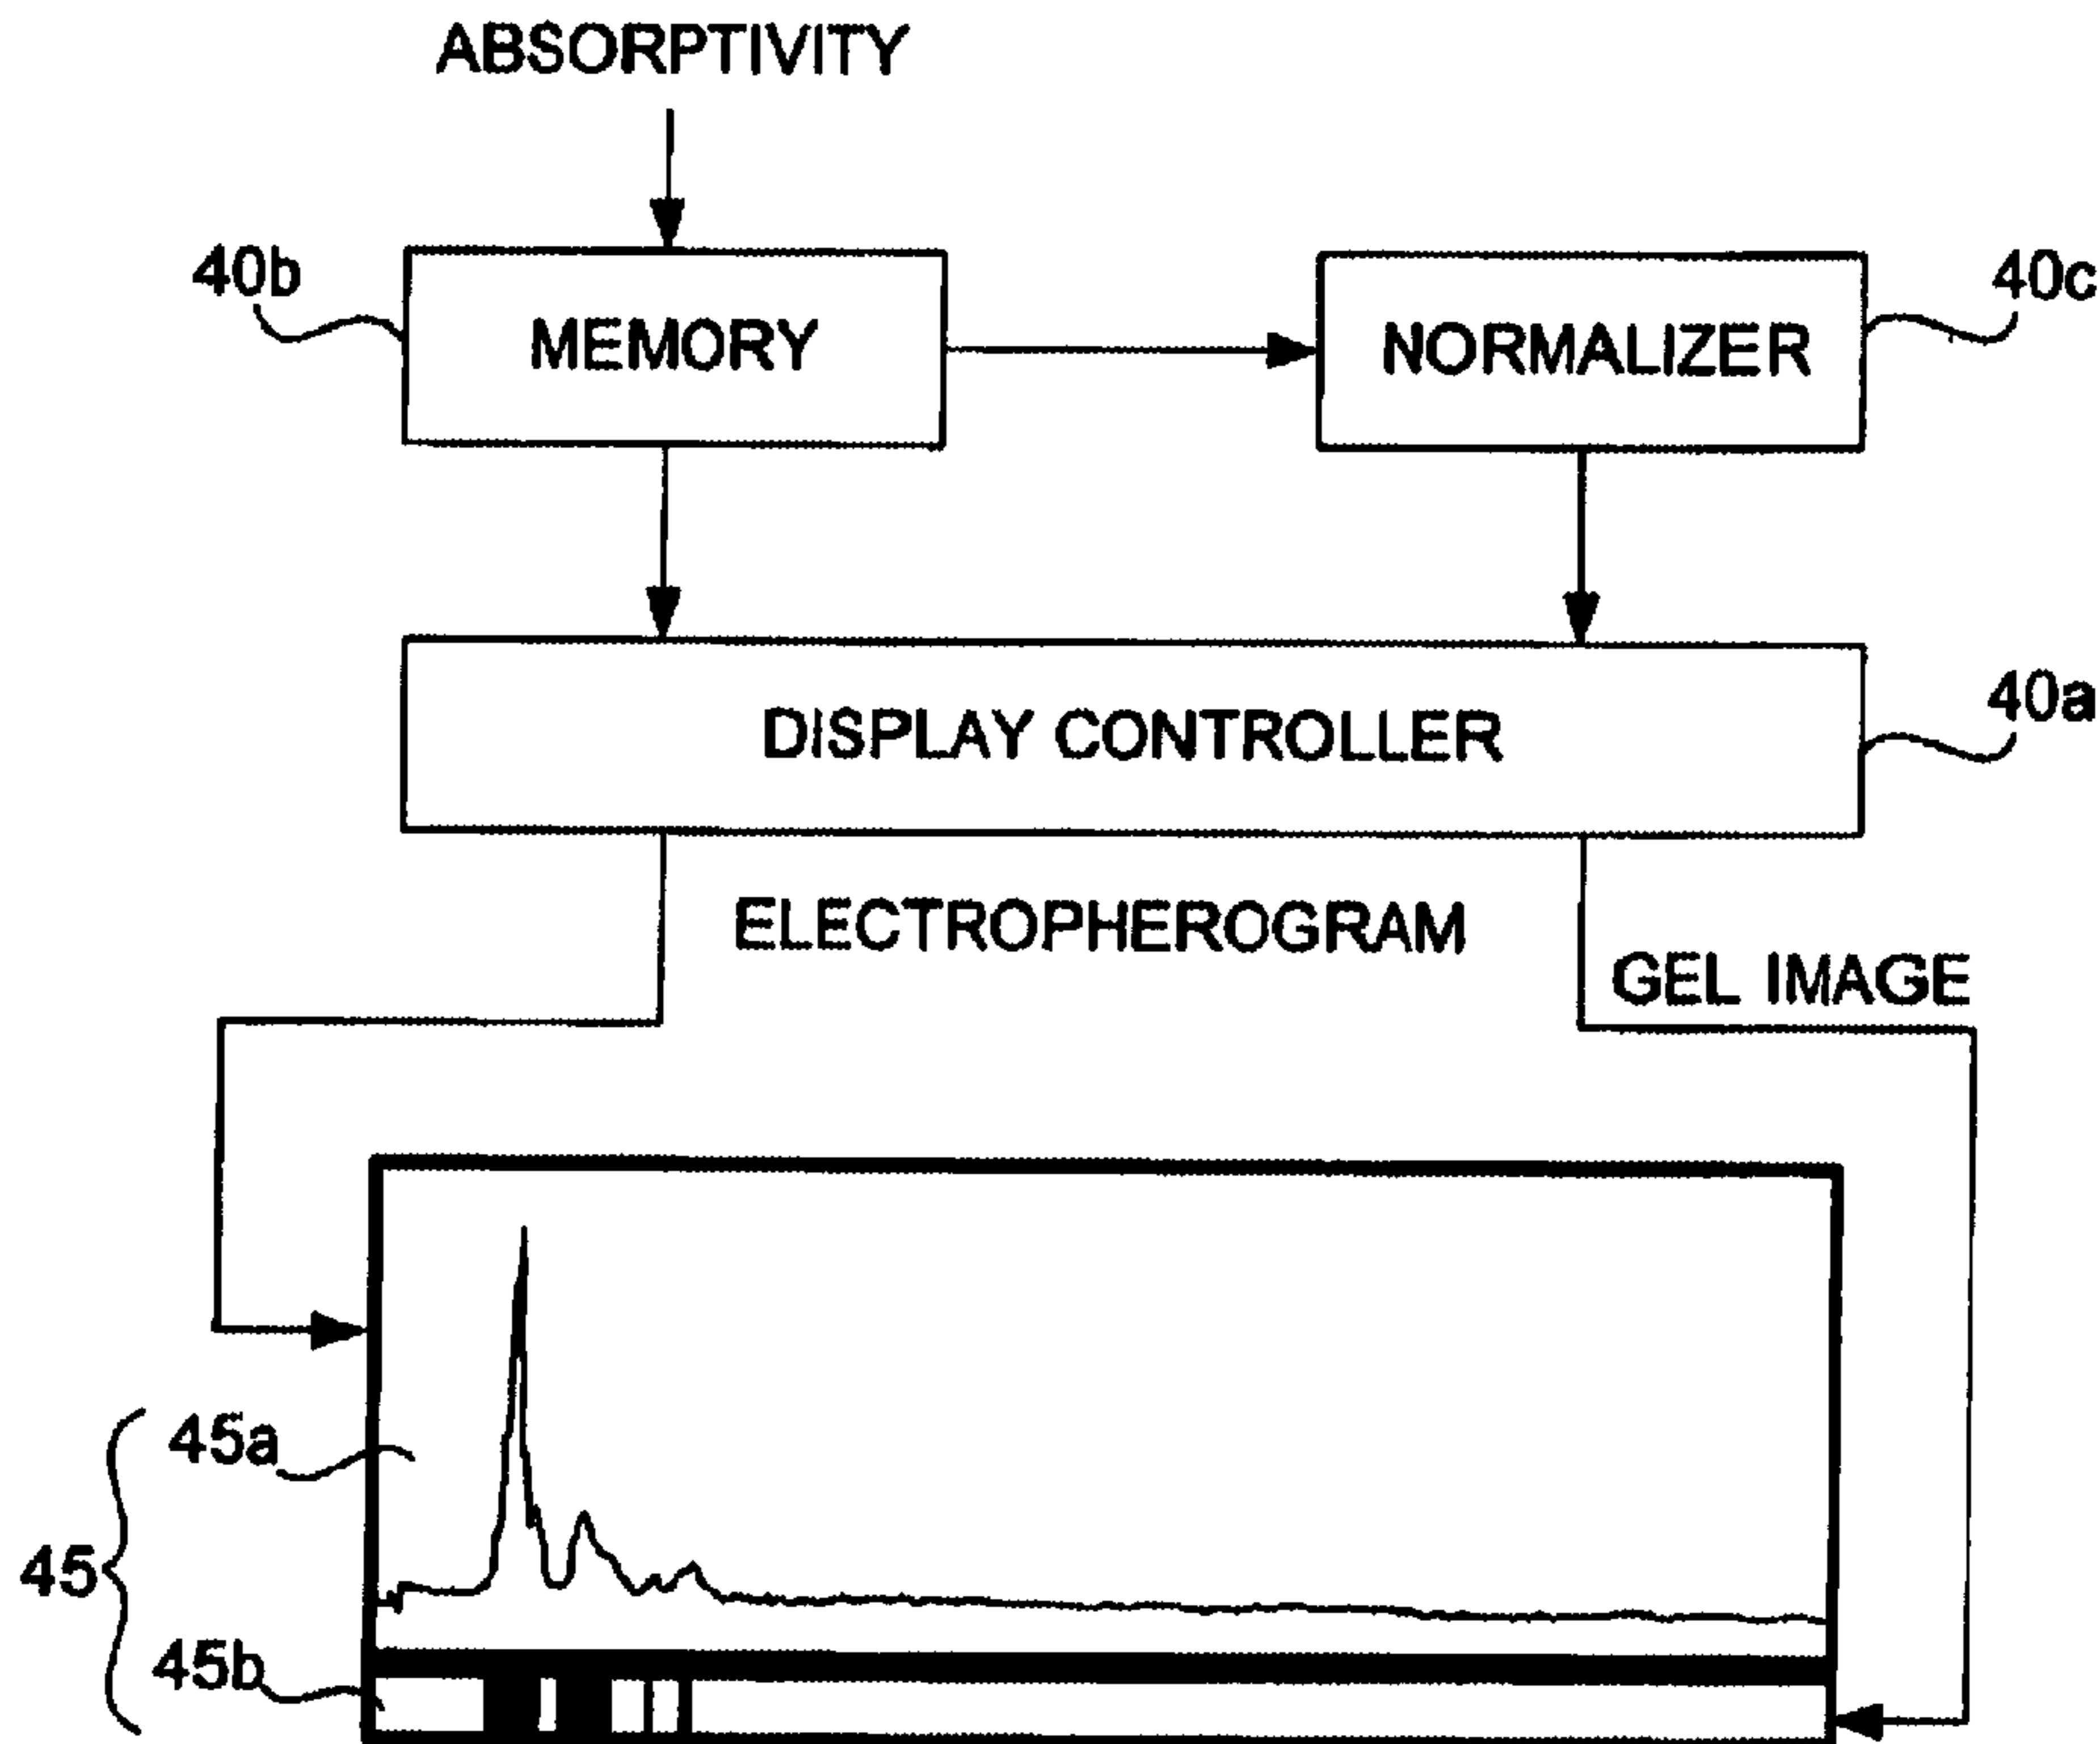 ABSORPTIVITY
40b
MEMORY
NORMALIZER
40c
DISPLAY CONTROLLER
40a
ELECTROPHEROGRAM
GEL IMAGE
45a
45
45b